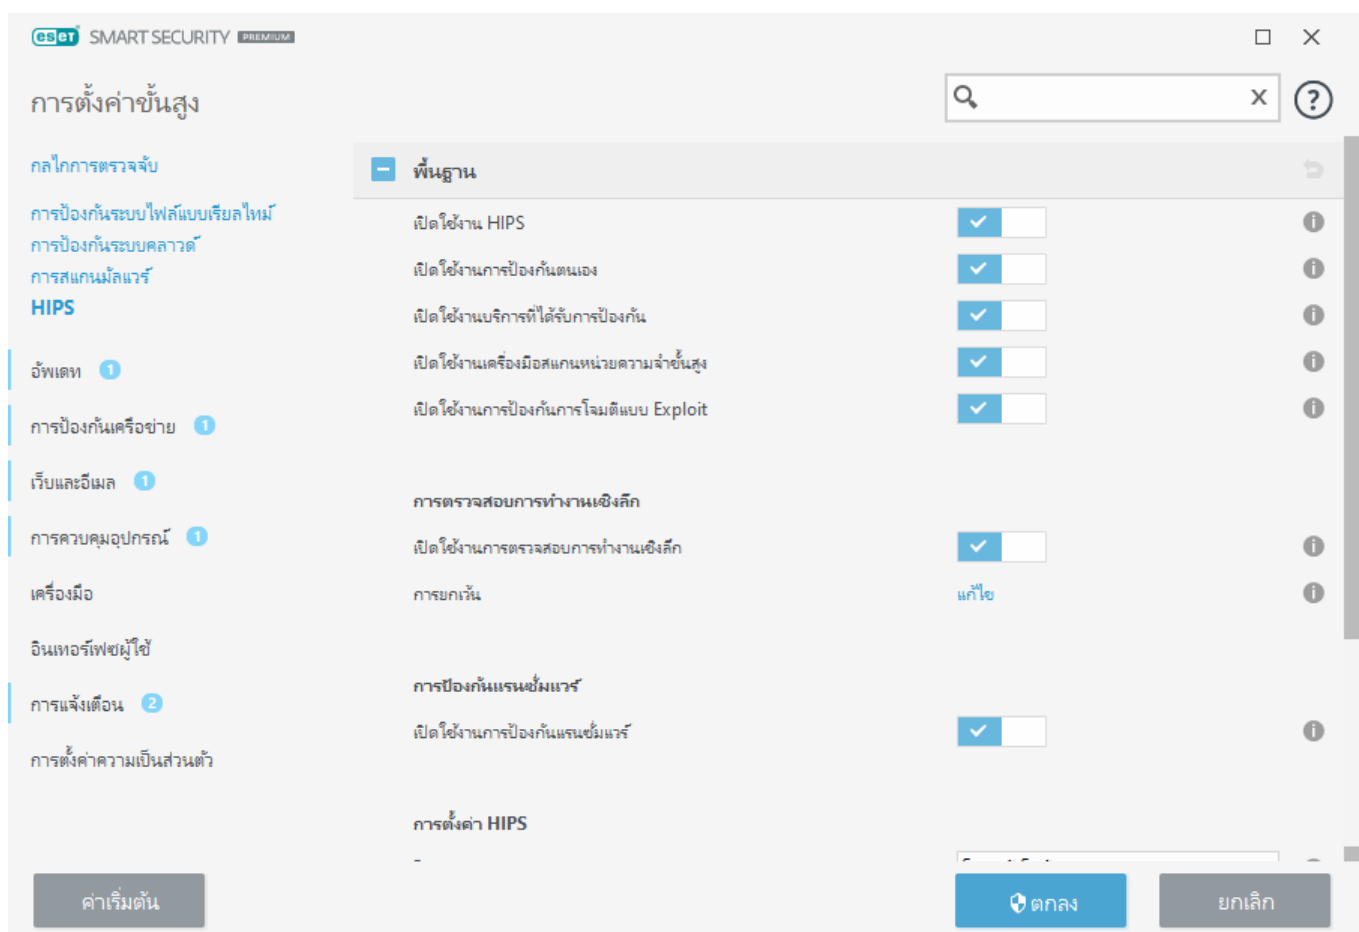 eset SMART SECURITY PREMIUM
การตั้งค่าขั้นสูง
X
?
กลไกการตรวจจับ
การป้องกันระบบไฟล์แบบเรียลไทม์
การป้องกันระบบคลาวด์
การสแกนมัลแวร์
HIPS
อัพเดท 1
การป้องกันเครือข่าย 1
เว็บและอีเมล 1
การควบคุมอุปกรณ์ 1
เครื่องมือ
อินเทอร์เฟซผู้ใช้
การแจ้งเตือน 2
การตั้งค่าความเป็นส่วนตัว
พื้นฐาน
เปิดใช้งาน HIPS
เปิดใช้งานการป้องกันตนเอง
เปิดใช้งานบริการที่ได้รับการป้องกัน
เปิดใช้งานเครื่องมือสแกนหน่วยความจำขั้นสูง
เปิดใช้งานการป้องกันการโจมตีแบบ Exploit
การตรวจสอบการทำงานเชิงลึก
เปิดใช้งานการตรวจสอบการทำงานเชิงลึก
การยกเว้น แก้ไข
การป้องกันแรนซั่มแวร์
เปิดใช้งานการป้องกันแรนซั่มแวร์
การตั้งค่า HIPS
ค่าเริ่มต้น
ตกลง
ยกเลิก